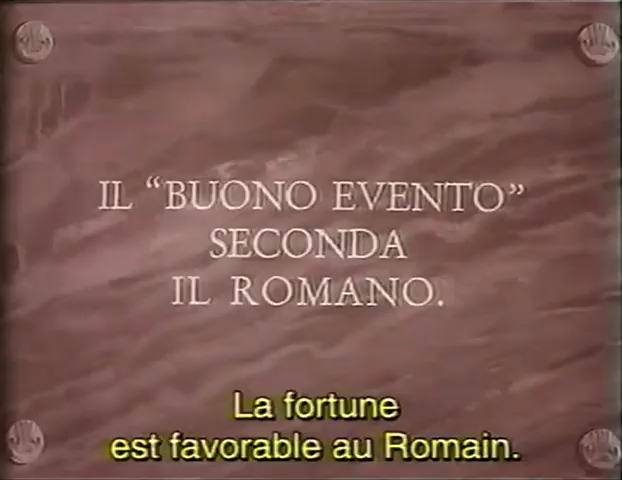 IL “BUONO EVENTO”
SECONDA
IL ROMANO.
La fortune
est favorable au Romain.